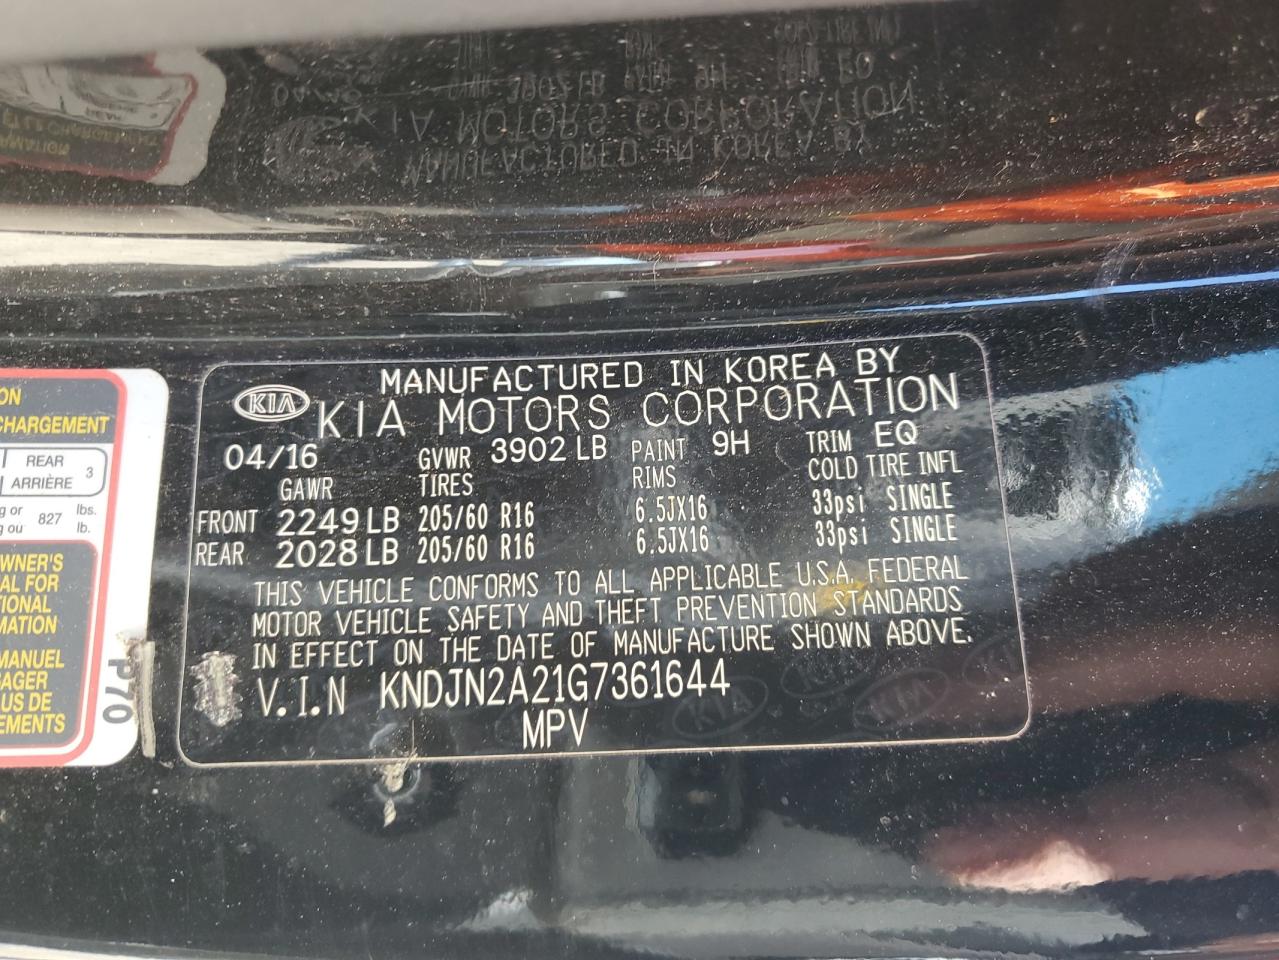 MANUFACTURED IN KOREA BY
KIA KIA MOTORS CORPORATION
04/16 GVWR 3902 LB PAINT 9H TRIM EQ
GAWR TIRES RIMS COLD TIRE INFL
FRONT 2249 LB 205/60 R16 6.5JX16 33psi SINGLE
REAR 2028 LB 205/60 R16 6.5JX16 33psi SINGLE
THIS VEHICLE CONFORMS TO ALL APPLICABLE U.S.A. FEDERAL
MOTOR VEHICLE SAFETY AND THEFT PREVENTION STANDARDS
IN EFFECT ON THE DATE OF MANUFACTURE SHOWN ABOVE.
V.I.N KNDJN2A21G7361644
MPV
ON
CHARGEMENT
REAR 3
ARRIÈRE
g or 827 lbs.
g ou lb.
WNER'S
AL FOR
TIONAL
MATION
MANUEL
AGER
US DE
EMENTS
P70